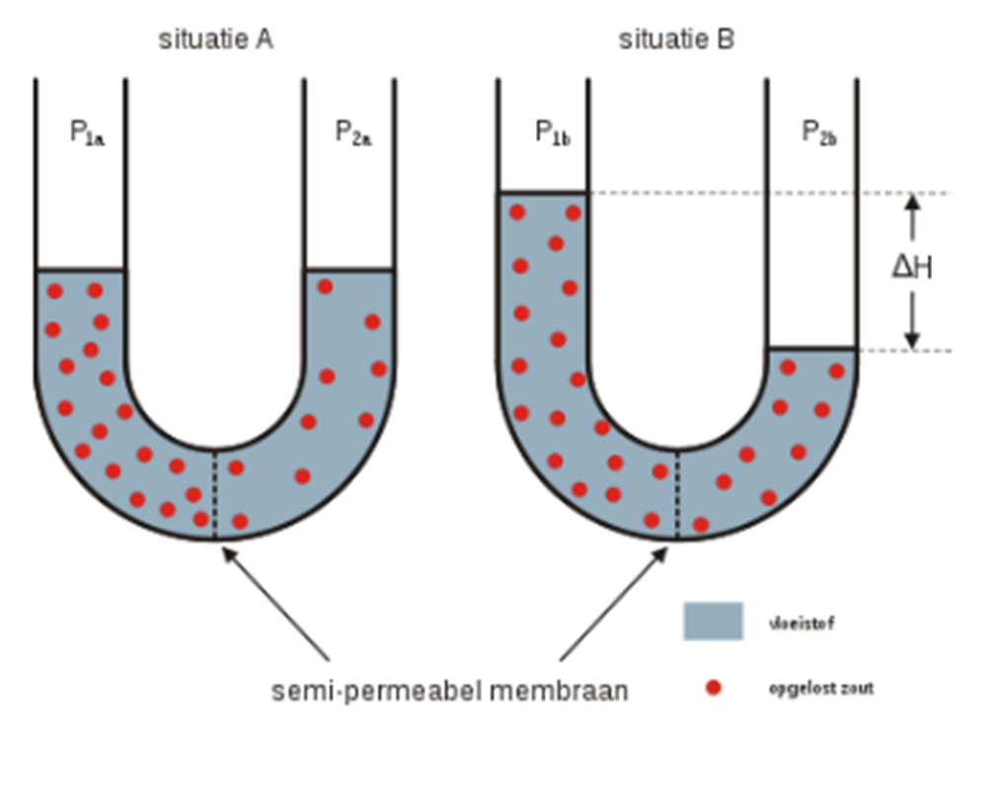 situatie A
situatie B
P1a
P2a
P1b
P2b
ΔH
vloeistof
semi-permeabel membraan
opgelost zout